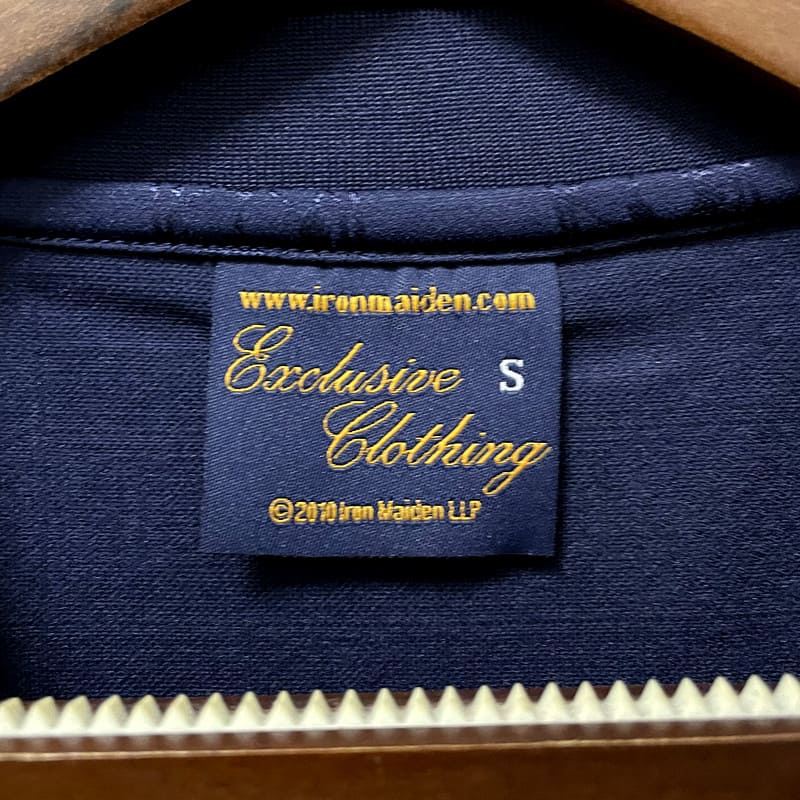 www.ironmaiden.com
Exclusive S
Clothing
©2010 Iron Maiden LLP